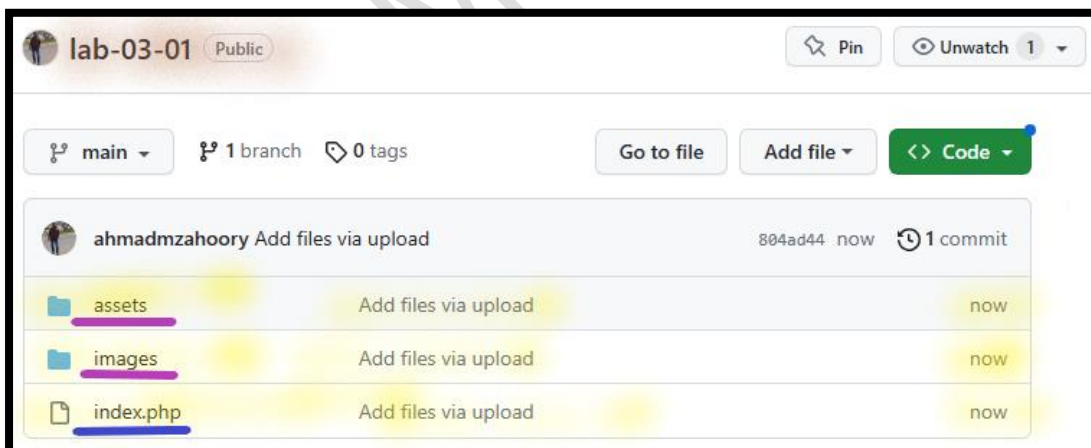 lab-03-01 Public Pin Unwatch 1
main 1 branch 0 tags Go to file Add file Code
ahmadmzahoory Add files via upload 804ad44 now 1 commit
assets Add files via upload now
images Add files via upload now
index.php Add files via upload now